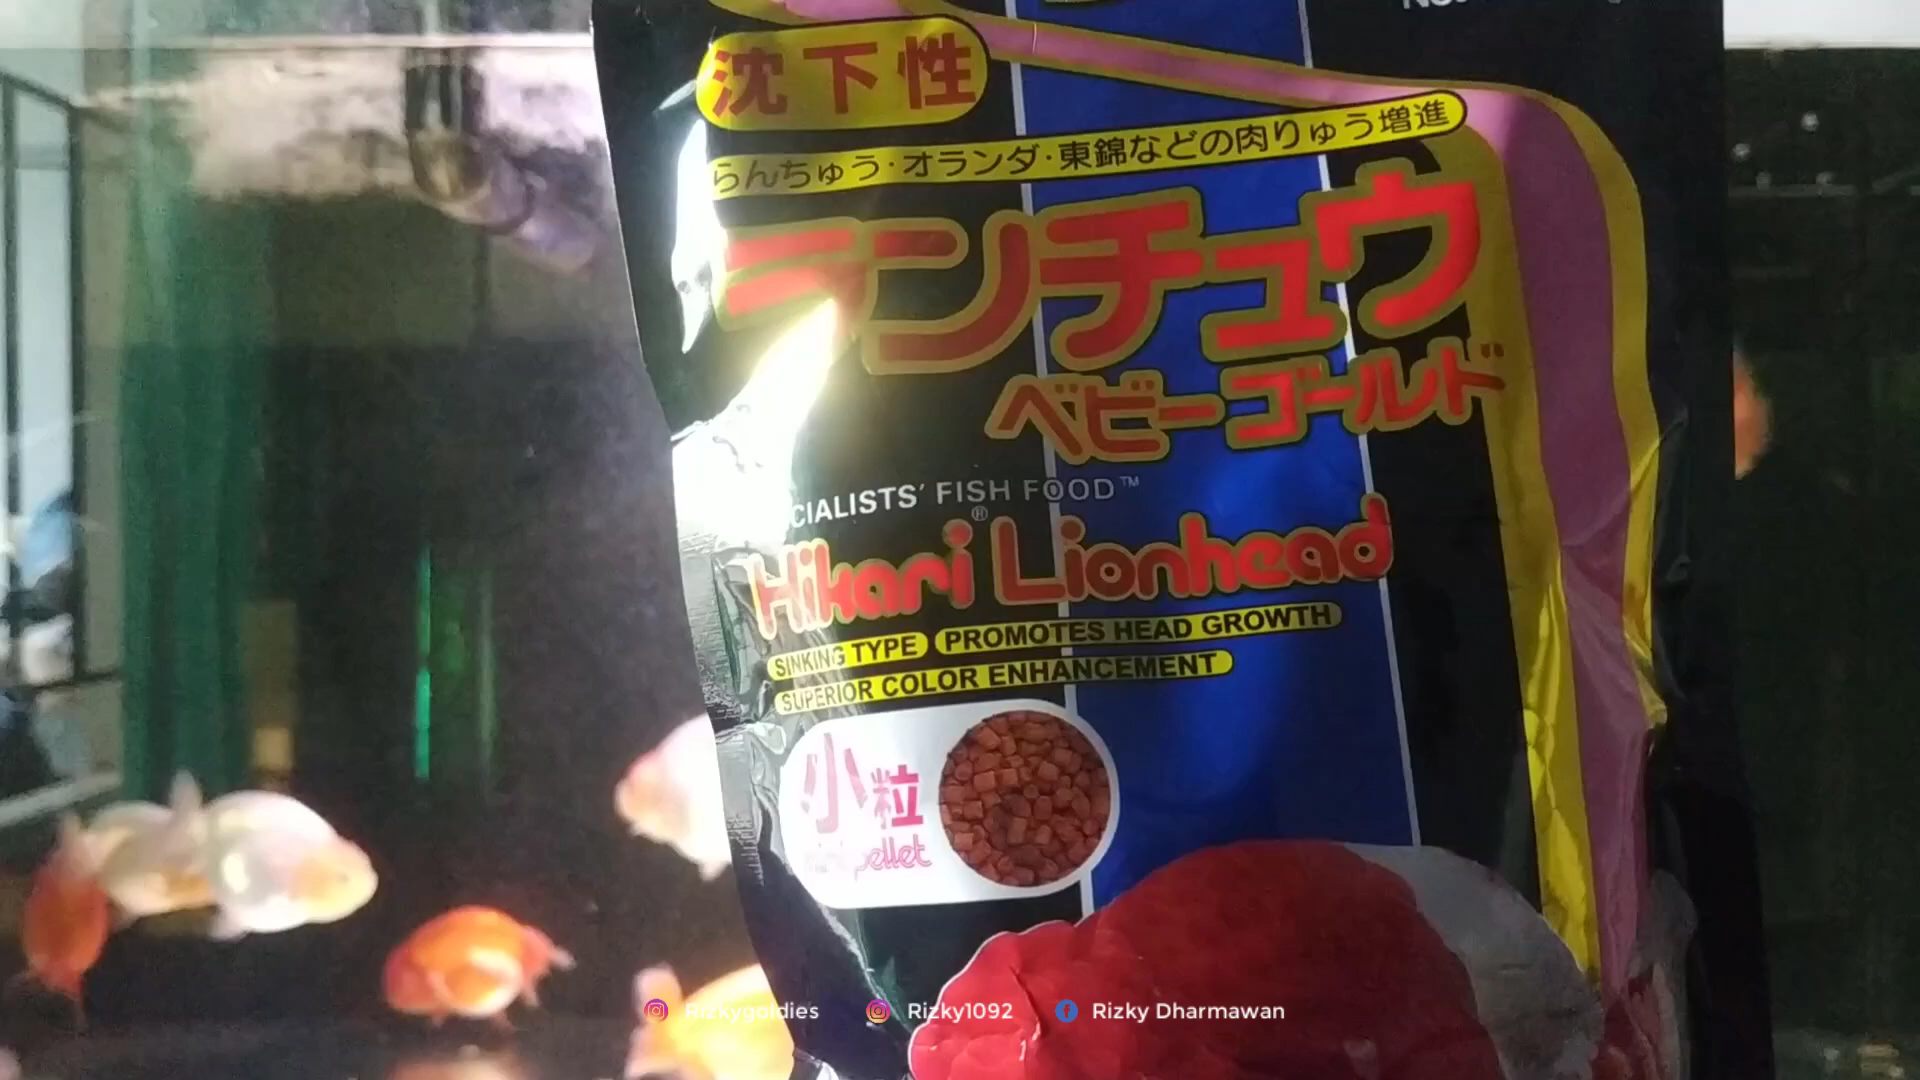 沈下性
らんちゅう・オランダ・東錦などの肉りゅう増進
ランチュウ
ベビーゴールド
FISH FOOD™
Hikari® Lionhead
SINKING TYPE PROMOTES HEAD GROWTH
SUPERIOR COLOR ENHANCEMENT
小粒
pellet
Rizkygoldies Rizky1092 Rizky Dharmawan